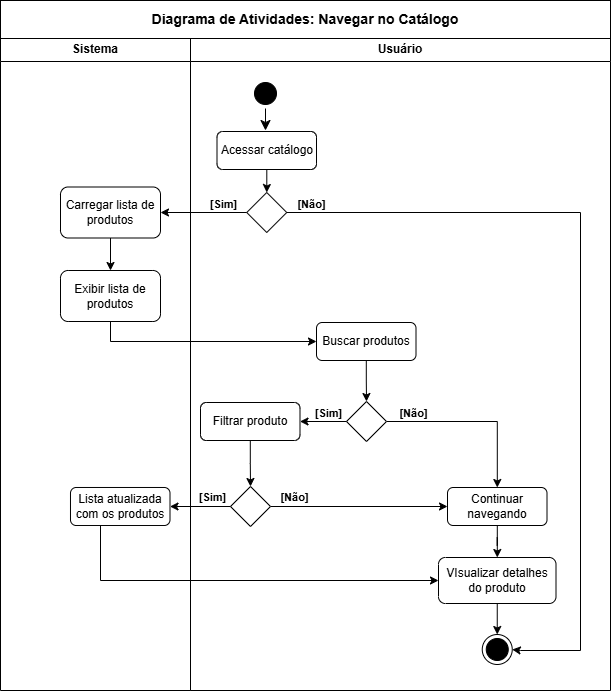 Diagrama de Atividades: Navegar no Catálogo
Sistema
Usuário
Acessar catálogo
[Sim]
[Não]
Carregar lista de
produtos
Exibir lista de
produtos
Buscar produtos
[Sim]
[Não]
Filtrar produto
[Sim]
[Não]
Lista atualizada
com os produtos
Continuar
navegando
VIsualizar detalhes
do produto